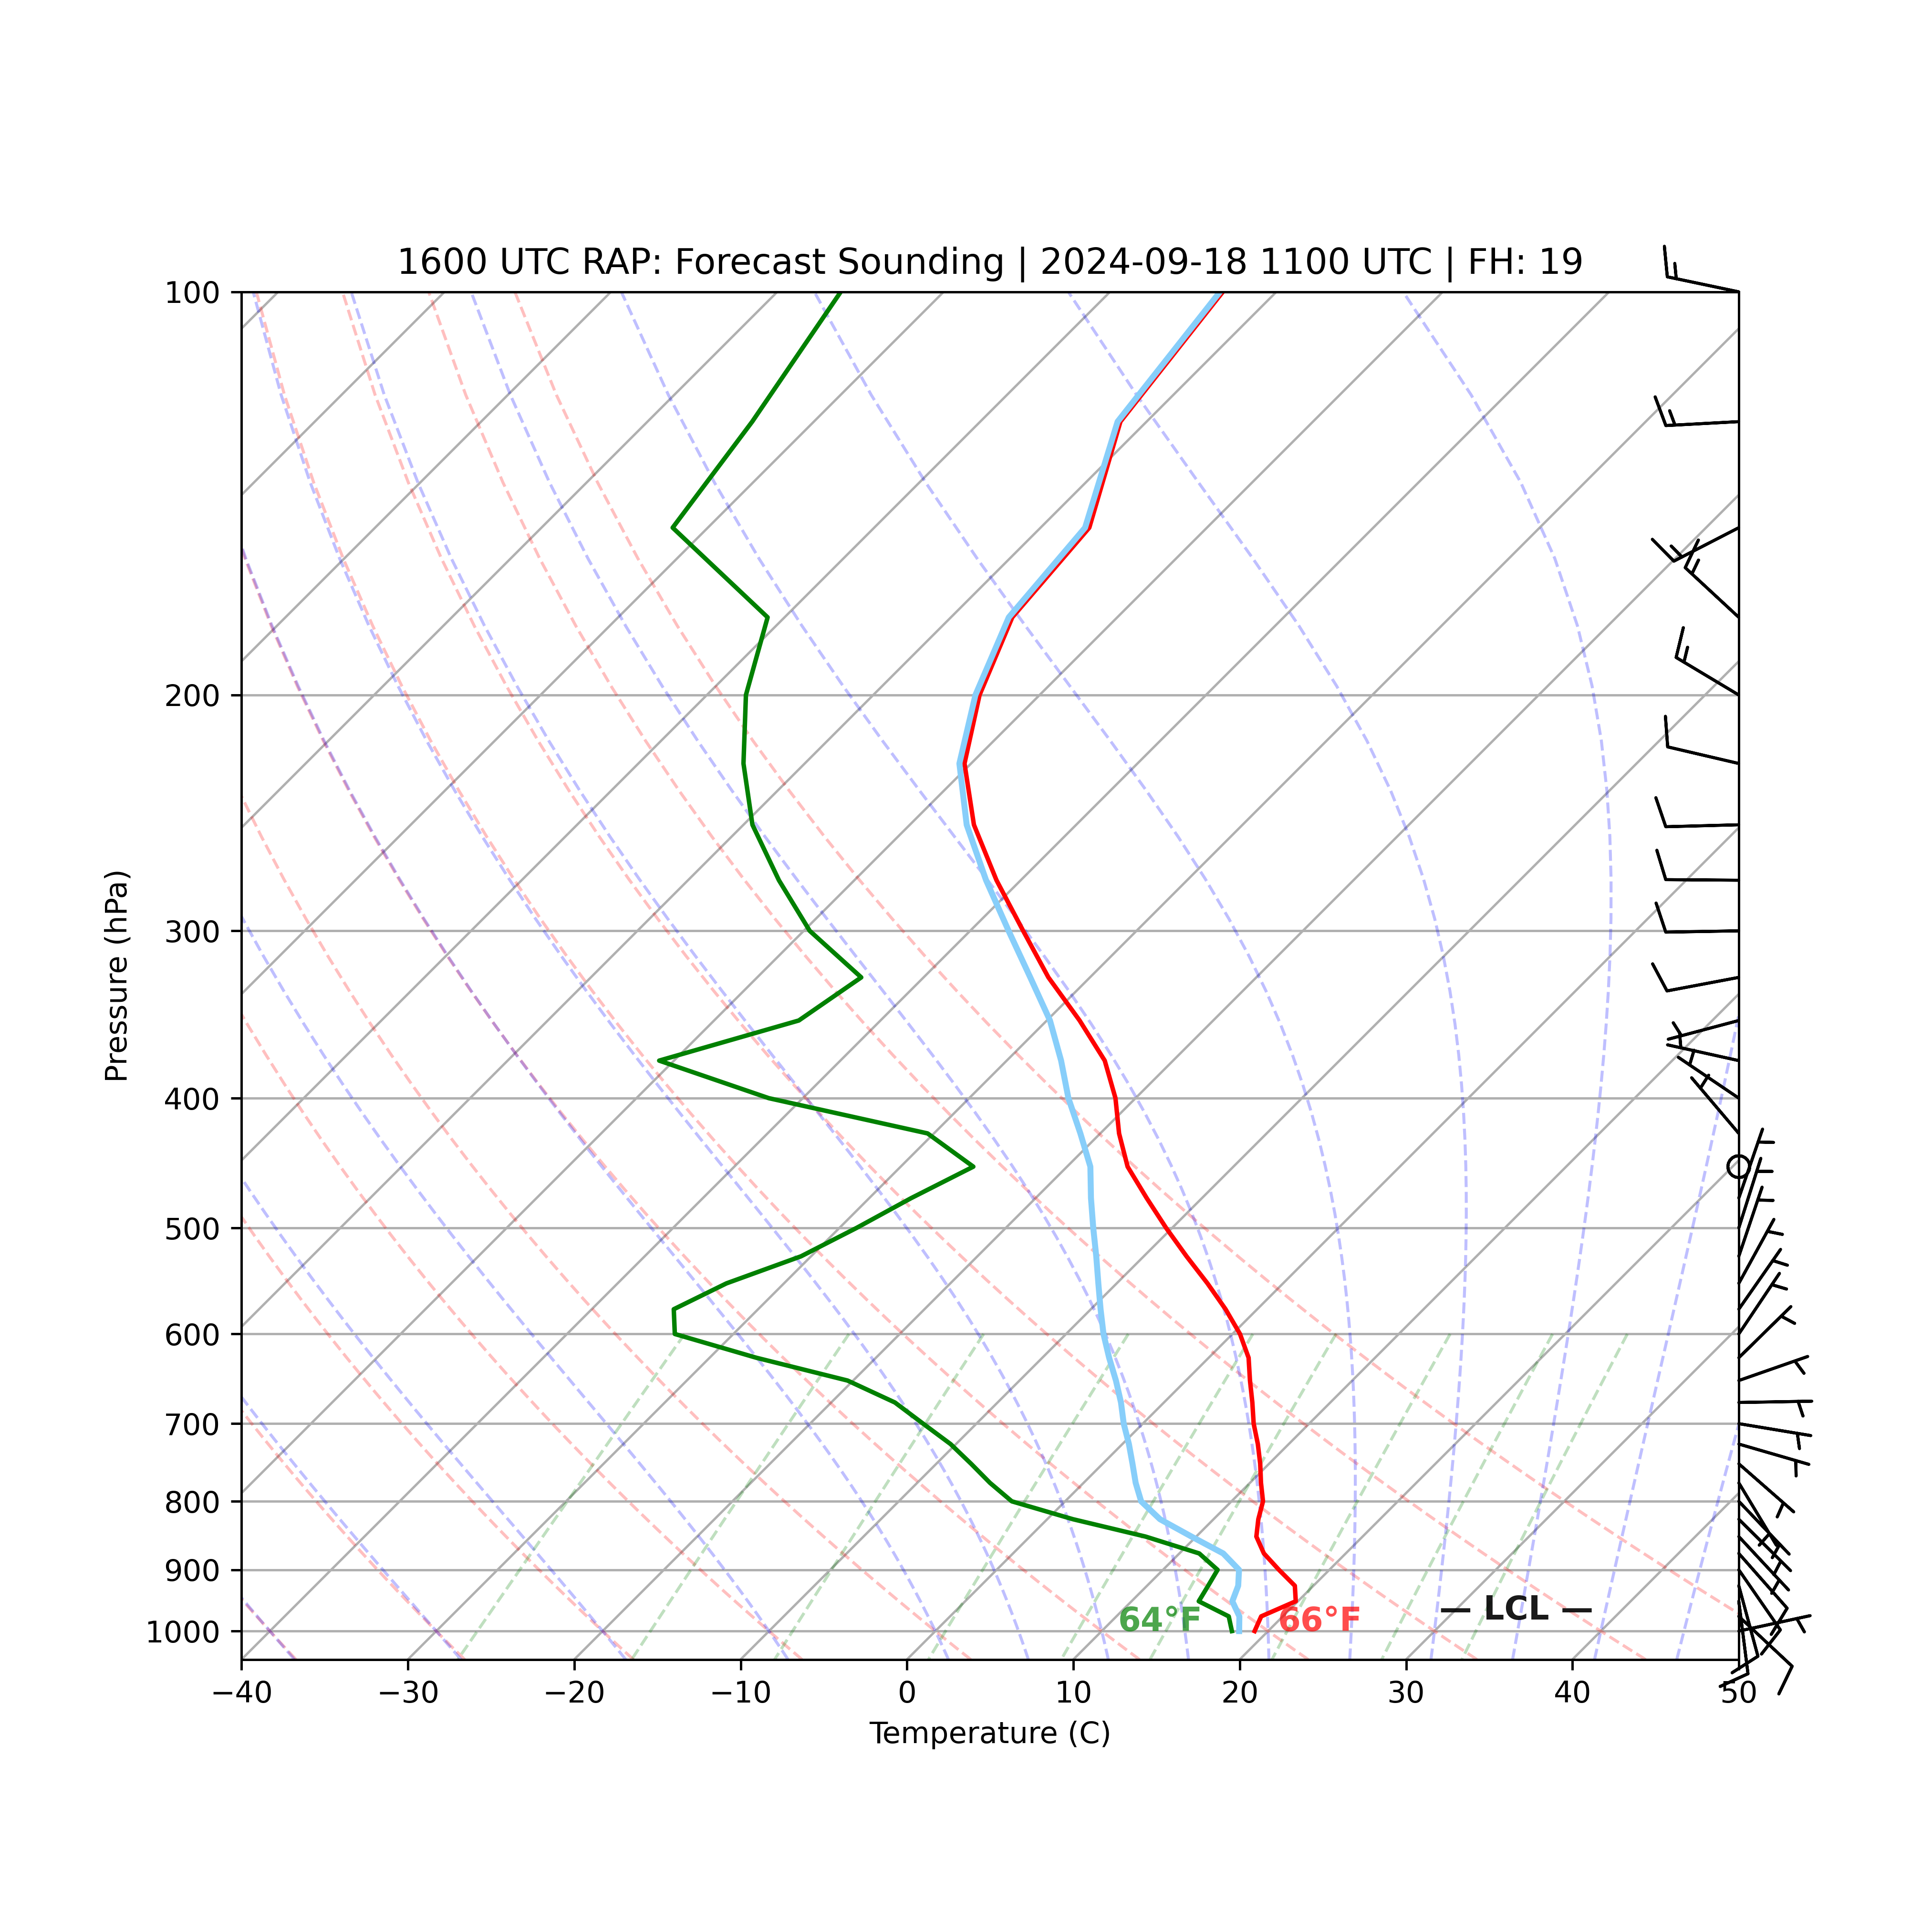 1600 UTC RAP: Forecast Sounding | 2024-09-18 1100 UTC | FH: 19
100
200
300
400
500
600
700
800
900
1000
Pressure (hPa)
64°F
66°F
— LCL —
−40 −30 −20 −10 0 10 20 30 40 50
Temperature (C)